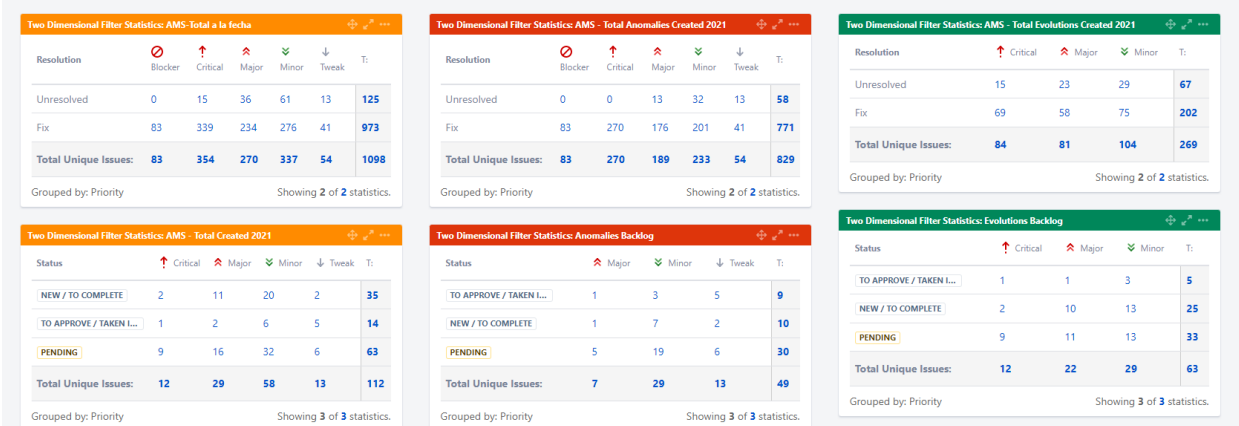 Two Dimensional Filter Statistics: AMS-Total a la fecha
Resolution Blocker Critical Major Minor Tweak T:
Unresolved 0 15 36 61 13 125
Fix 83 339 234 276 41 973
Total Unique Issues: 83 354 270 337 54 1098
Grouped by: Priority Showing 2 of 2 statistics.
Two Dimensional Filter Statistics: AMS - Total Anomalies Created 2021
Resolution Blocker Critical Major Minor Tweak T:
Unresolved 0 0 13 32 13 58
Fix 83 270 176 201 41 771
Total Unique Issues: 83 270 189 233 54 829
Grouped by: Priority Showing 2 of 2 statistics.
Two Dimensional Filter Statistics: AMS - Total Evolutions Created 2021
Resolution Critical Major Minor T:
Unresolved 15 23 29 67
Fix 69 58 75 202
Total Unique Issues: 84 81 104 269
Grouped by: Priority Showing 2 of 2 statistics.
Two Dimensional Filter Statistics: AMS - Total Created 2021
Status Critical Major Minor Tweak T:
NEW / TO COMPLETE 2 11 20 2 35
TO APPROVE / TAKEN I... 1 2 6 5 14
PENDING 9 16 32 6 63
Total Unique Issues: 12 29 58 13 112
Grouped by: Priority Showing 3 of 3 statistics.
Two Dimensional Filter Statistics: Anomalies Backlog
Status Major Minor Tweak T:
TO APPROVE / TAKEN I... 1 3 5 9
NEW / TO COMPLETE 1 7 2 10
PENDING 5 19 6 30
Total Unique Issues: 7 29 13 49
Grouped by: Priority Showing 3 of 3 statistics.
Two Dimensional Filter Statistics: Evolutions Backlog
Status Critical Major Minor T:
TO APPROVE / TAKEN I... 1 1 3 5
NEW / TO COMPLETE 2 10 13 25
PENDING 9 11 13 33
Total Unique Issues: 12 22 29 63
Grouped by: Priority Showing 3 of 3 statistics.